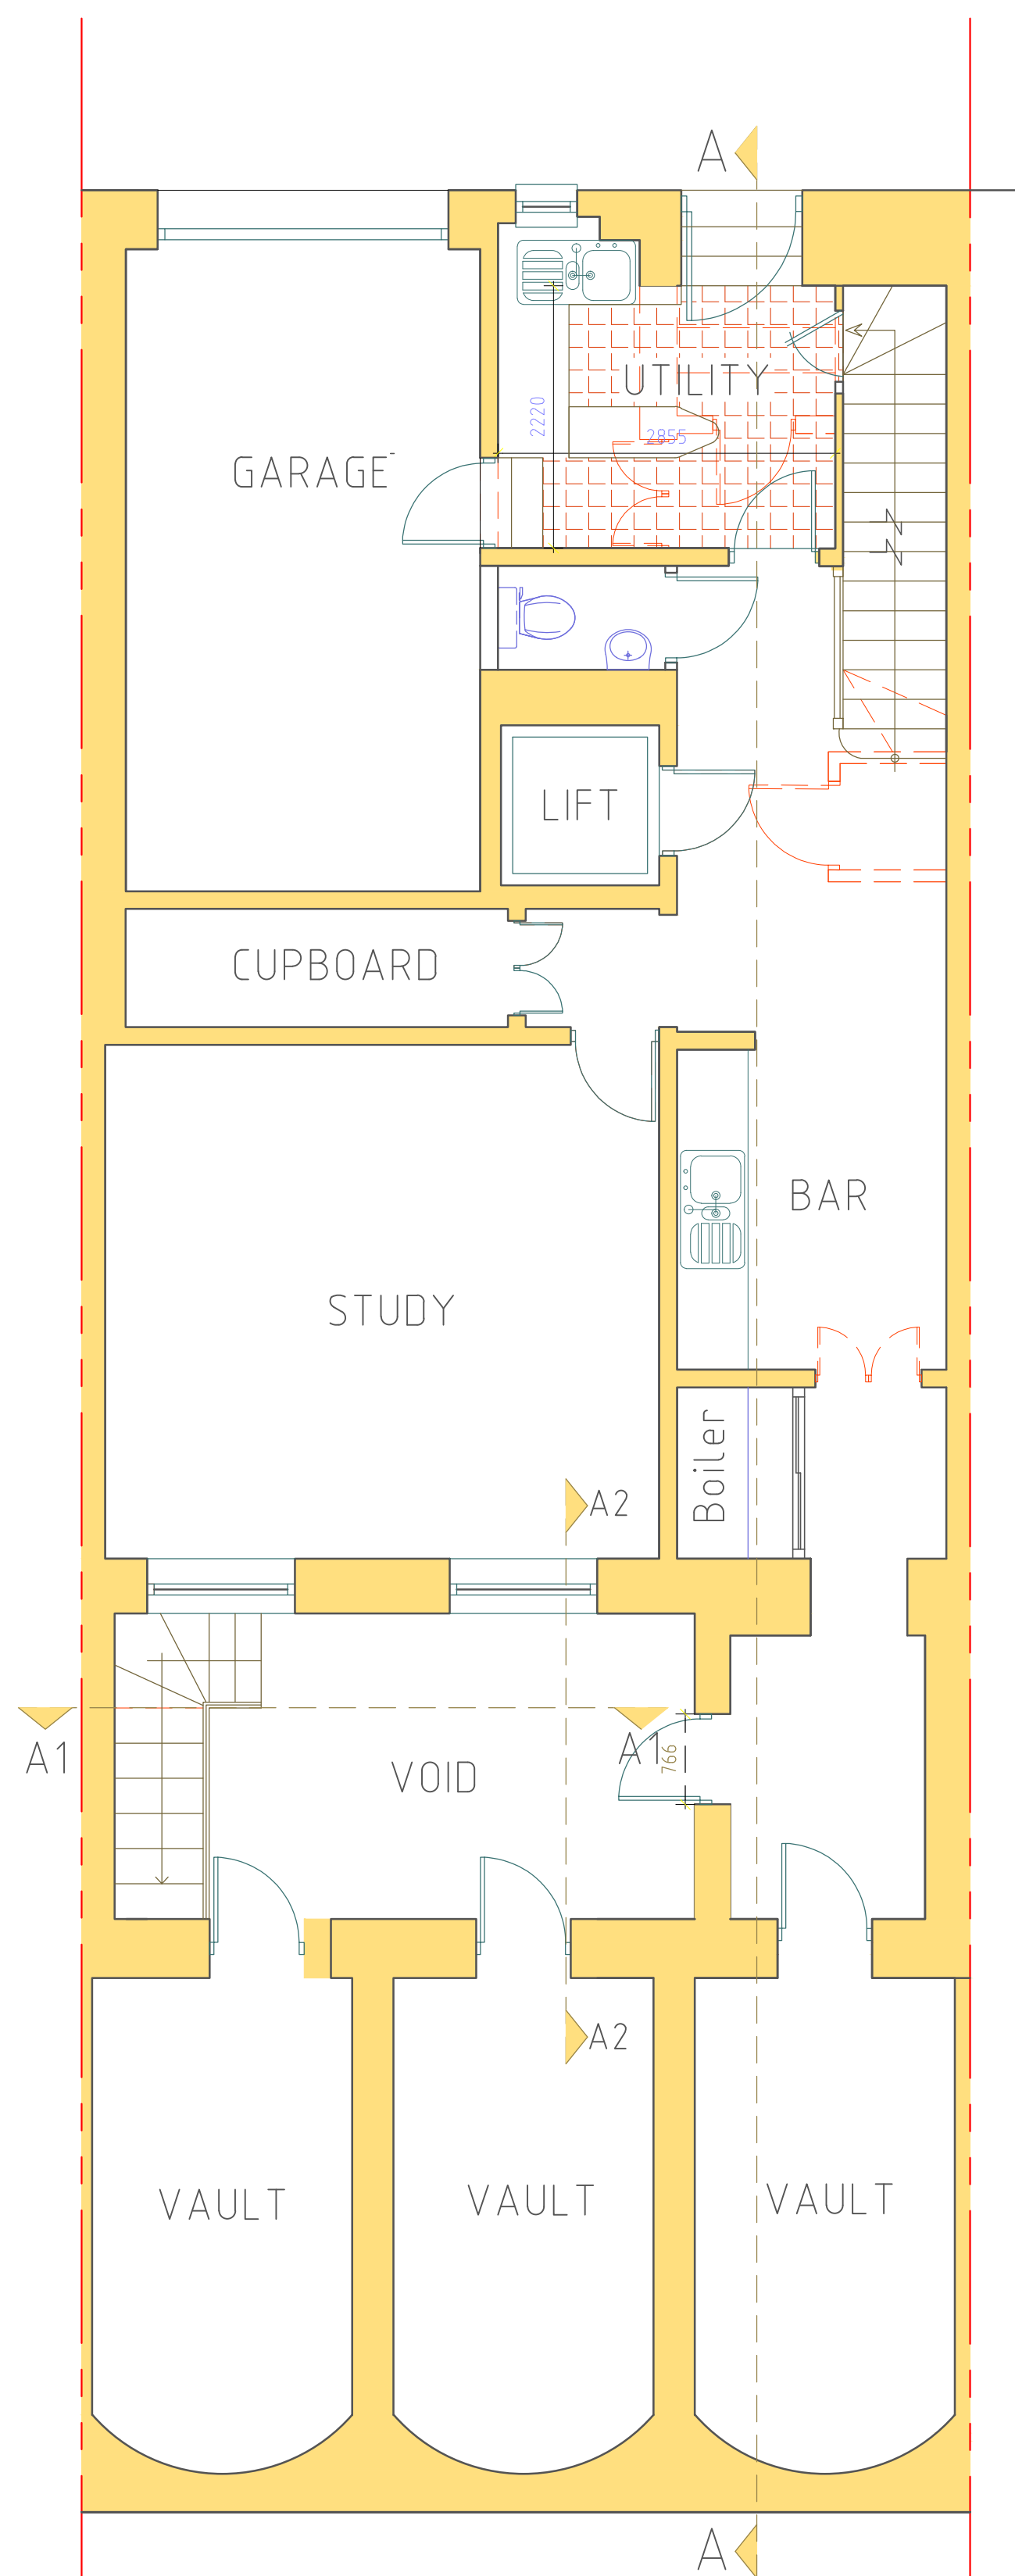 A
UTILITY
2220
2855
GARAGE
LIFT
CUPBOARD
BAR
STUDY
Boiler
A2
A1
A1
766
VOID
A2
VAULT
VAULT
VAULT
A